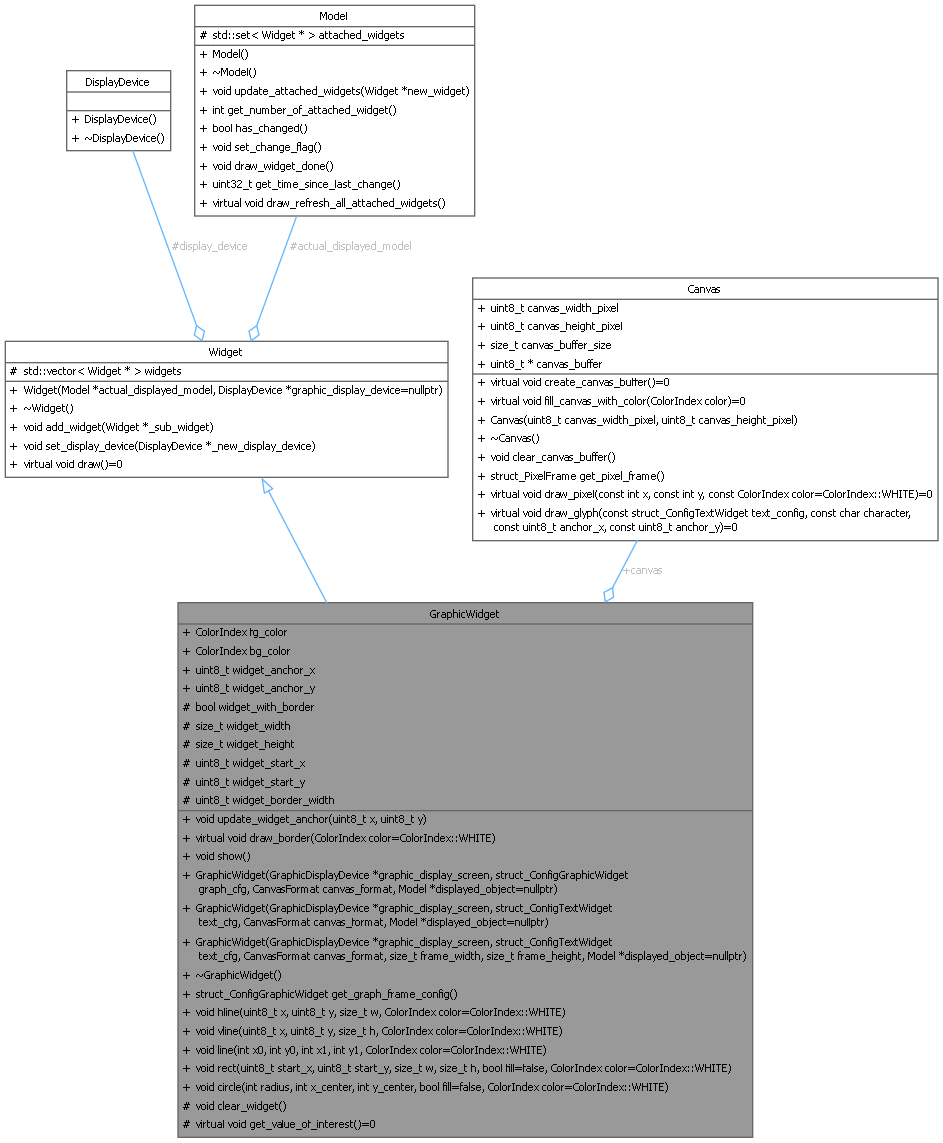 Model
# std::set< Widget * > attached_widgets
+ Model()
+ ~Model()
+ void update_attached_widgets(Widget *new_widget)
+ int get_number_of_attached_widget()
+ bool has_changed()
+ void set_change_flag()
+ void draw_widget_done()
+ uint32_t get_time_since_last_change()
+ virtual void draw_refresh_all_attached_widgets()
DisplayDevice
+ DisplayDevice()
+ ~DisplayDevice()
#display_device
#actual_displayed_model
Widget
# std::vector< Widget * > widgets
+ Widget(Model *actual_displayed_model, DisplayDevice *graphic_display_device=nullptr)
+ ~Widget()
+ void add_widget(Widget *_sub_widget)
+ void set_display_device(DisplayDevice *_new_display_device)
+ virtual void draw()=0
Canvas
+ uint8_t canvas_width_pixel
+ uint8_t canvas_height_pixel
+ size_t canvas_buffer_size
+ uint8_t * canvas_buffer
+ virtual void create_canvas_buffer()=0
+ virtual void fill_canvas_with_color(ColorIndex color)=0
+ Canvas(uint8_t canvas_width_pixel, uint8_t canvas_height_pixel)
+ ~Canvas()
+ void clear_canvas_buffer()
+ struct_PixelFrame get_pixel_frame()
+ virtual void draw_pixel(const int x, const int y, const ColorIndex color=ColorIndex::WHITE)=0
+ virtual void draw_glyph(const struct_ConfigTextWidget text_config, const char character,
const uint8_t anchor_x, const uint8_t anchor_y)=0
+canvas
GraphicWidget
+ ColorIndex fg_color
+ ColorIndex bg_color
+ uint8_t widget_anchor_x
+ uint8_t widget_anchor_y
# bool widget_with_border
# size_t widget_width
# size_t widget_height
# uint8_t widget_start_x
# uint8_t widget_start_y
# uint8_t widget_border_width
+ void update_widget_anchor(uint8_t x, uint8_t y)
+ virtual void draw_border(ColorIndex color=ColorIndex::WHITE)
+ void show()
+ GraphicWidget(GraphicDisplayDevice *graphic_display_screen, struct_ConfigGraphicWidget
graph_cfg, CanvasFormat canvas_format, Model *displayed_object=nullptr)
+ GraphicWidget(GraphicDisplayDevice *graphic_display_screen, struct_ConfigTextWidget
text_cfg, CanvasFormat canvas_format, Model *displayed_object=nullptr)
+ GraphicWidget(GraphicDisplayDevice *graphic_display_screen, struct_ConfigTextWidget
text_cfg, CanvasFormat canvas_format, size_t frame_width, size_t frame_height, Model *displayed_object=nullptr)
+ ~GraphicWidget()
+ struct_ConfigGraphicWidget get_graph_frame_config()
+ void hline(uint8_t x, uint8_t y, size_t w, ColorIndex color=ColorIndex::WHITE)
+ void vline(uint8_t x, uint8_t y, size_t h, ColorIndex color=ColorIndex::WHITE)
+ void line(int x0, int y0, int x1, int y1, ColorIndex color=ColorIndex::WHITE)
+ void rect(uint8_t start_x, uint8_t start_y, size_t w, size_t h, bool fill=false, ColorIndex color=ColorIndex::WHITE)
+ void circle(int radius, int x_center, int y_center, bool fill=false, ColorIndex color=ColorIndex::WHITE)
# void clear_widget()
# virtual void get_value_of_interest()=0